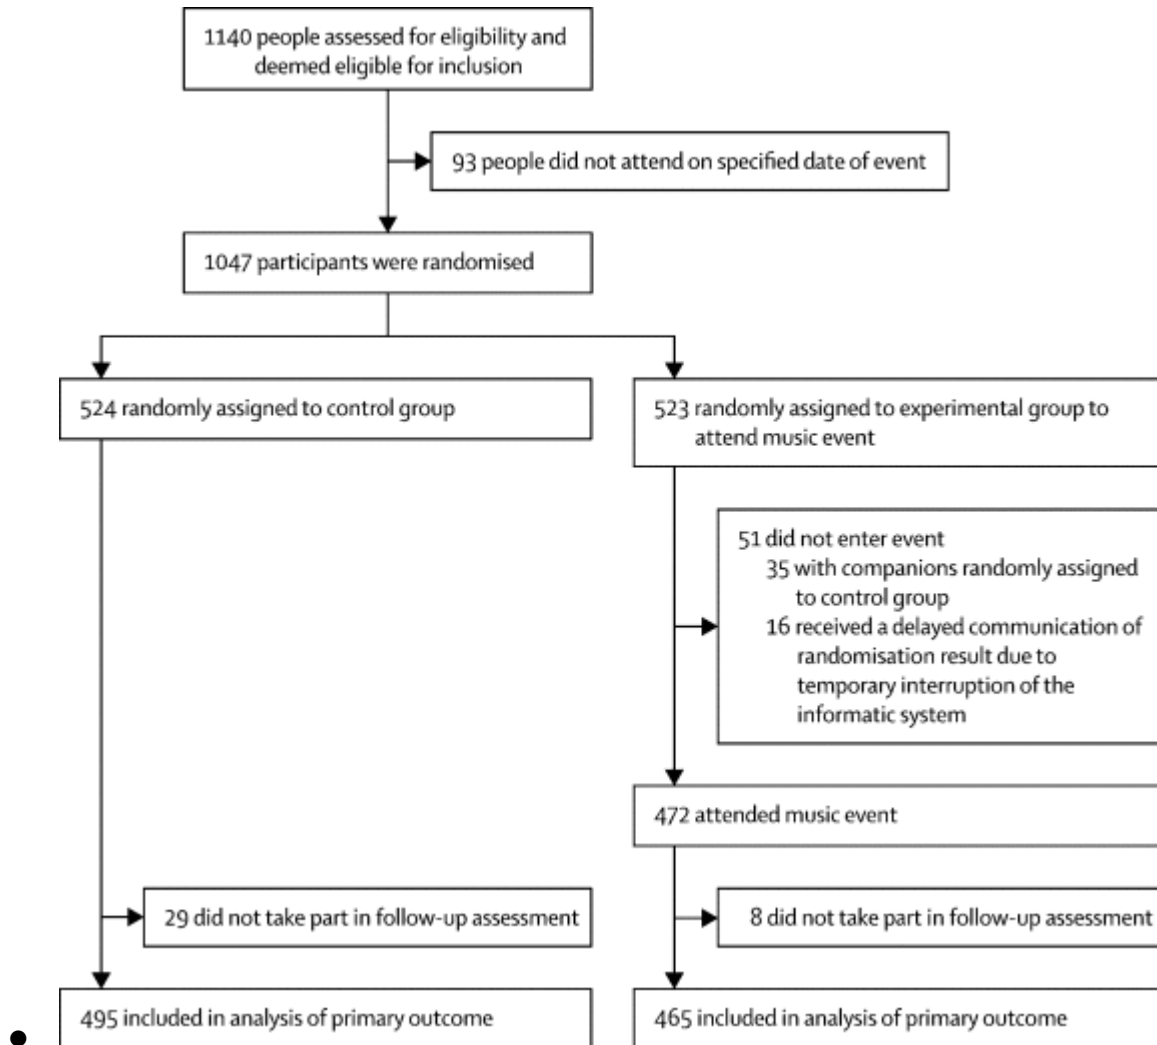 1140 people assessed for eligibility and
deemed eligible for inclusion
93 people did not attend on specified date of event
1047 participants were randomised
524 randomly assigned to control group
523 randomly assigned to experimental group to
attend music event
51 did not enter event
35 with companions randomly assigned
to control group
16 received a delayed communication of
randomisation result due to
temporary interruption of the
informatic system
472 attended music event
29 did not take part in follow-up assessment
8 did not take part in follow-up assessment
495 included in analysis of primary outcome
465 included in analysis of primary outcome